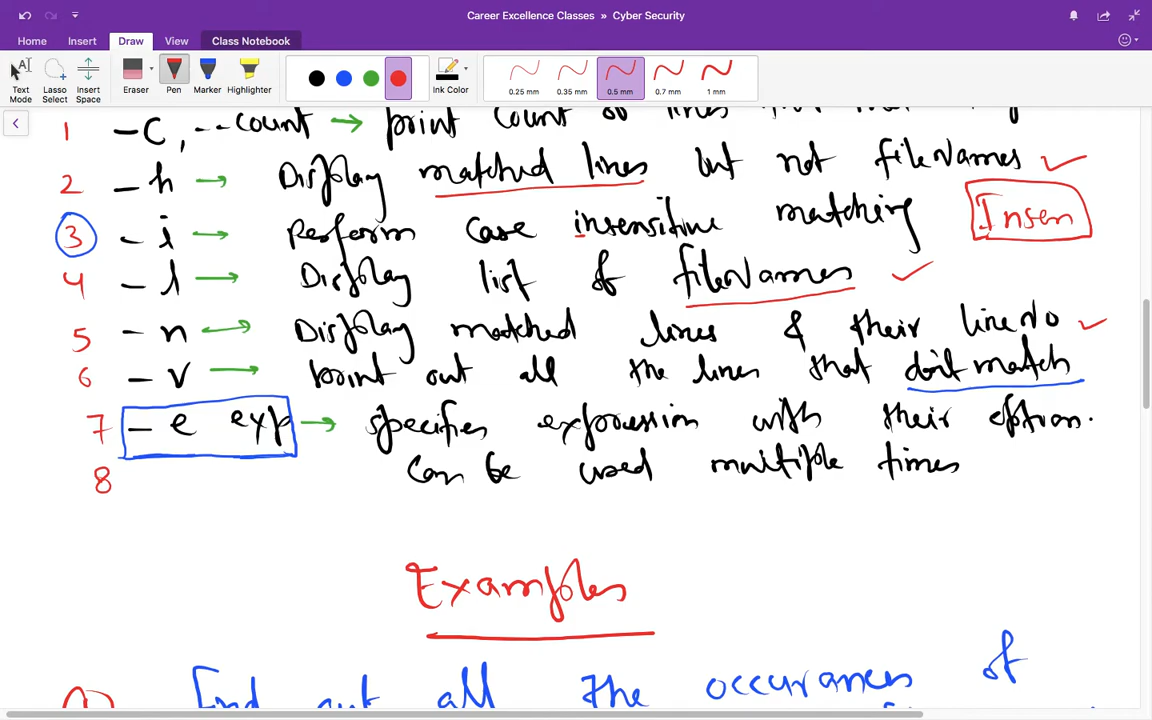 Career Excellence Classes » Cyber Security
Home Insert Draw View Class Notebook
Text Mode Lasso Select Insert Space Eraser Pen Marker Highlighter Ink Color 0.25 mm 0.35 mm 0.5 mm 0.7 mm 1 mm
1 -C, --count → print count of lines that
2 -h → Display matched lines but not fileNames ✓
3 -i → Perform case insensitive matching Insen
4 -l → Display list of fileNames ✓
5 -n ↔ Display matched lines & their lineNo ✓
6 -v → print out all the lines that don't match
7 -e exp → specifies expression with their option.
8 can be used multiple times
Examples
1) Find out all the occurances of